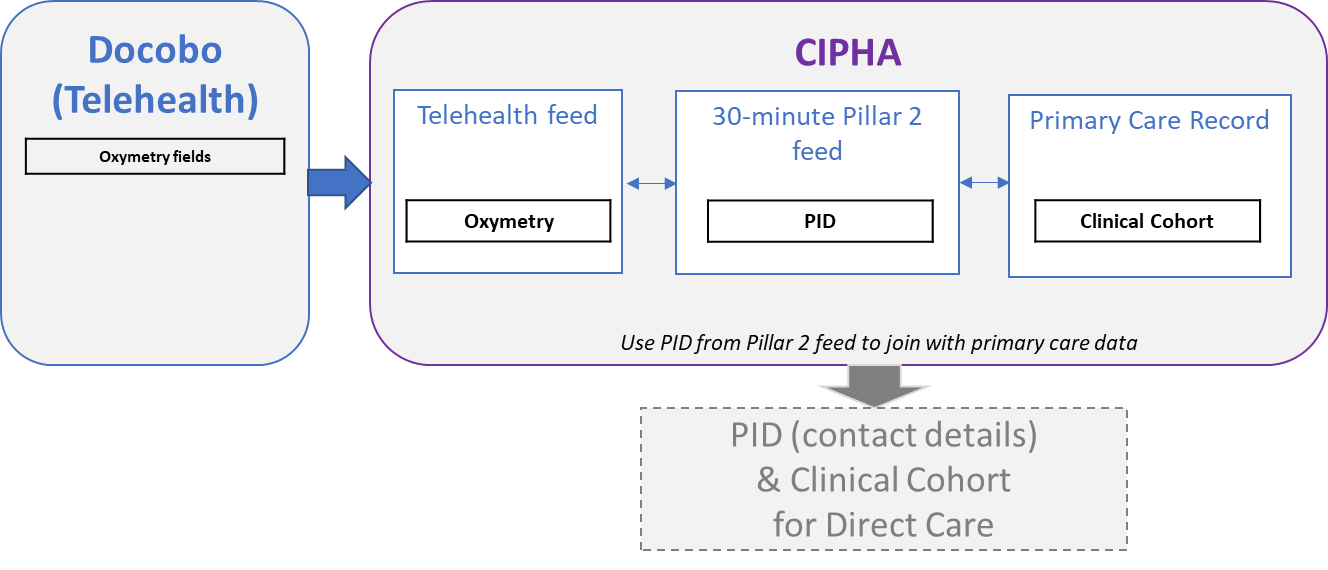 Docobo
(Telehealth)
Oxymetry fields
CIPHA
Telehealth feed
Oxymetry
30-minute Pillar 2
feed
PID
Primary Care Record
Clinical Cohort
Use PID from Pillar 2 feed to join with primary care data
PID (contact details)
& Clinical Cohort
for Direct Care